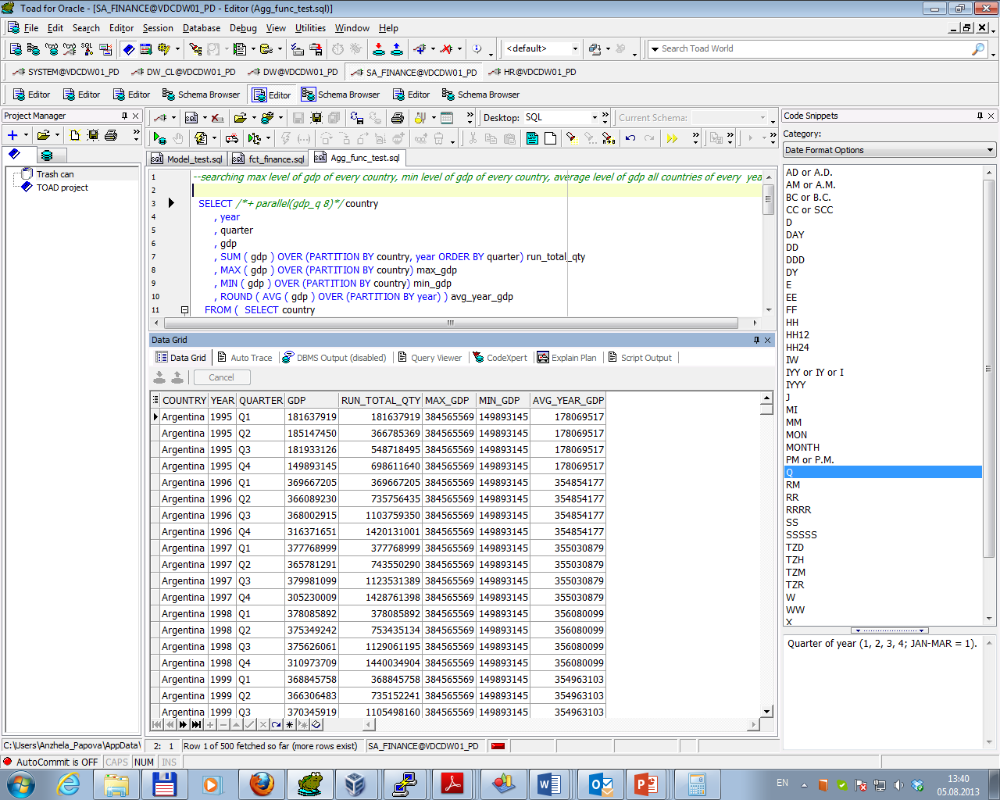 Toad for Oracle - [SA_FINANCE@VDCDW01_PD - Editor (Agg_func_test.sql)]
File Edit Search Editor Session Database Debug View Utilities Window Help
<default> Search Toad World
SYSTEM@VDCDW01_PD DW_CL@VDCDW01_PD DW@VDCDW01_PD SA_FINANCE@VDCDW01_PD HR@VDCDW01_PD
Editor Editor Editor Schema Browser Editor Schema Browser Editor Schema Browser
Project Manager
Trash can
TOAD project
Desktop: SQL Current Schema:
Model_test.sql fct_finance.sql Agg_func_test.sql
1 --searching max level of gdp of every country, min level of gdp of every country, average level of gdp all countries of every yea
2
3 SELECT /*+ parallel(gdp_q 8)*/ country
4 , year
5 , quarter
6 , gdp
7 , SUM ( gdp ) OVER (PARTITION BY country, year ORDER BY quarter) run_total_qty
8 , MAX ( gdp ) OVER (PARTITION BY country) max_gdp
9 , MIN ( gdp ) OVER (PARTITION BY country) min_gdp
10 , ROUND ( AVG ( gdp ) OVER (PARTITION BY year) ) avg_year_gdp
11 FROM ( SELECT country
Data Grid
Data Grid Auto Trace DBMS Output (disabled) Query Viewer CodeXpert Explain Plan Script Output
Cancel
COUNTRY YEAR QUARTER GDP RUN_TOTAL_QTY MAX_GDP MIN_GDP AVG_YEAR_GDP
Argentina 1995 Q1 181637919 181637919 384565569 149893145 178069517
Argentina 1995 Q2 185147450 366785369 384565569 149893145 178069517
Argentina 1995 Q3 181933126 548718495 384565569 149893145 178069517
Argentina 1995 Q4 149893145 698611640 384565569 149893145 178069517
Argentina 1996 Q1 369667205 369667205 384565569 149893145 354854177
Argentina 1996 Q2 366089230 735756435 384565569 149893145 354854177
Argentina 1996 Q3 368002915 1103759350 384565569 149893145 354854177
Argentina 1996 Q4 316371651 1420131001 384565569 149893145 354854177
Argentina 1997 Q1 377768999 377768999 384565569 149893145 355030879
Argentina 1997 Q2 365781291 743550290 384565569 149893145 355030879
Argentina 1997 Q3 379981099 1123531389 384565569 149893145 355030879
Argentina 1997 Q4 305230009 1428761398 384565569 149893145 355030879
Argentina 1998 Q1 378085892 378085892 384565569 149893145 356080099
Argentina 1998 Q2 375349242 753435134 384565569 149893145 356080099
Argentina 1998 Q3 375626061 1129061195 384565569 149893145 356080099
Argentina 1998 Q4 310973709 1440034904 384565569 149893145 356080099
Argentina 1999 Q1 368845758 368845758 384565569 149893145 354963103
Argentina 1999 Q2 366306483 735152241 384565569 149893145 354963103
Argentina 1999 Q3 370345919 1105498160 384565569 149893145 354963103
Code Snippets
Category:
Date Format Options
AD or A.D.
AM or A.M.
BC or B.C.
CC or SCC
D
DAY
DD
DDD
DY
E
EE
FF
HH
HH12
HH24
IW
IYY or IY or I
IYYY
J
MI
MM
MON
MONTH
PM or P.M.
Q
RM
RR
RRRR
SS
SSSSS
TZD
TZH
TZM
TZR
W
WW
X
Quarter of year (1, 2, 3, 4; JAN-MAR = 1).
C:\Users\Anzhela_Papova\AppData\ 2: 1 Row 1 of 500 fetched so far (more rows exist) SA_FINANCE@VDCDW01_PD
AutoCommit is OFF CAPS NUM INS
EN 13:40
05.08.2013